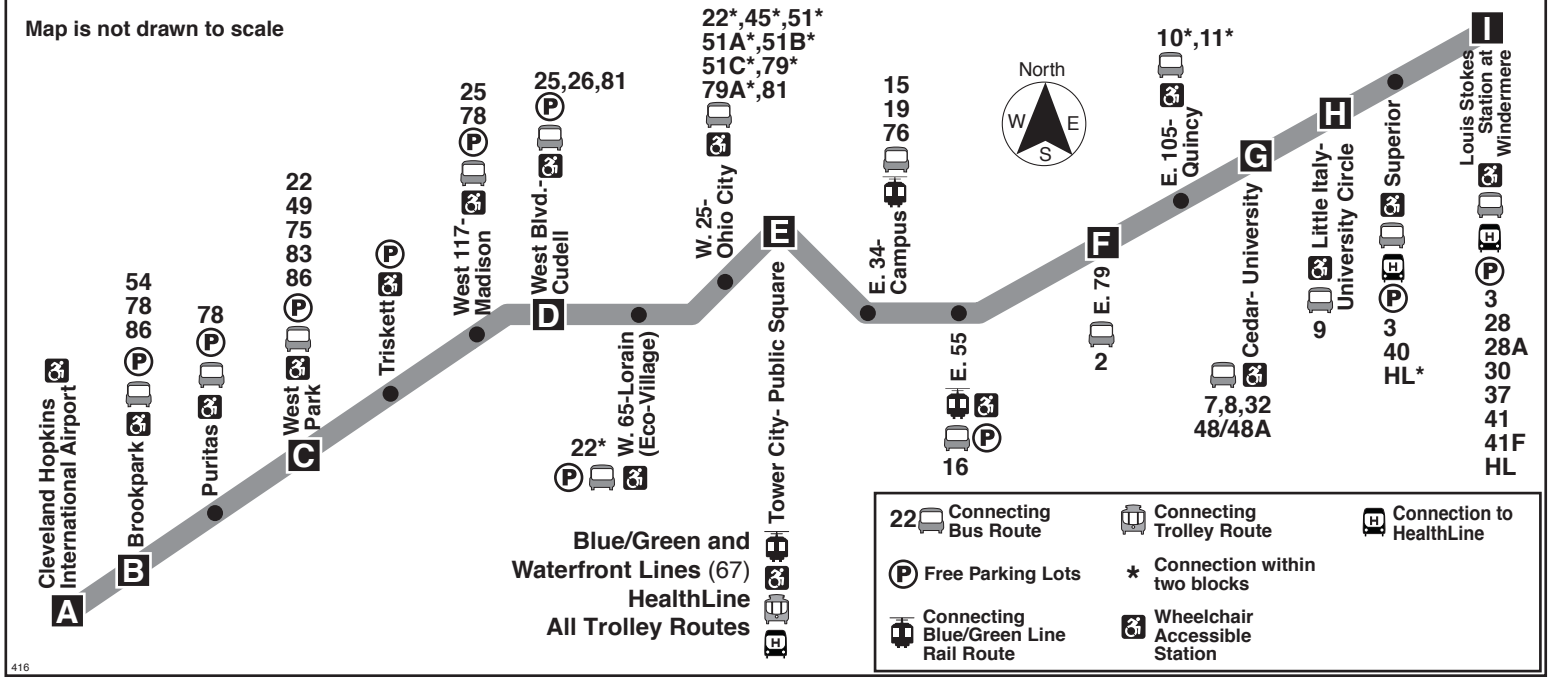 Map is not drawn to scale
A
Cleveland Hopkins
International Airport
B
54
78
86
P
Brookpark
78
P
Puritas
C
22
49
75
83
86
P
West
Park
P
Triskett
25
78
P
West 117-
Madison
D
25,26,81
P
West Blvd.-
Cudell
W. 65-Lorain
(Eco-Village)
22*
P
22*,45*,51*
51A*,51B*
51C*,79*
79A*,81
W. 25-
Ohio City
E
Tower City- Public Square
Blue/Green and
Waterfront Lines (67)
HealthLine
All Trolley Routes
H
15
19
76
E. 34-
Campus
E. 55
P
16
North
W
E
S
F
E. 79
2
10*,11*
E. 105-
Quincy
G
Cedar- University
7,8,32
48/48A
H
Little Italy-
University Circle
9
Superior
H
P
3
40
HL*
I
Louis Stokes
Station at
Windermere
H
P
3
28
28A
30
37
41
41F
HL
22
Connecting
Bus Route
P
Free Parking Lots
Connecting
Blue/Green Line
Rail Route
Connecting
Trolley Route
*
Connection within
two blocks
Wheelchair
Accessible
Station
H
Connection to
HealthLine
416